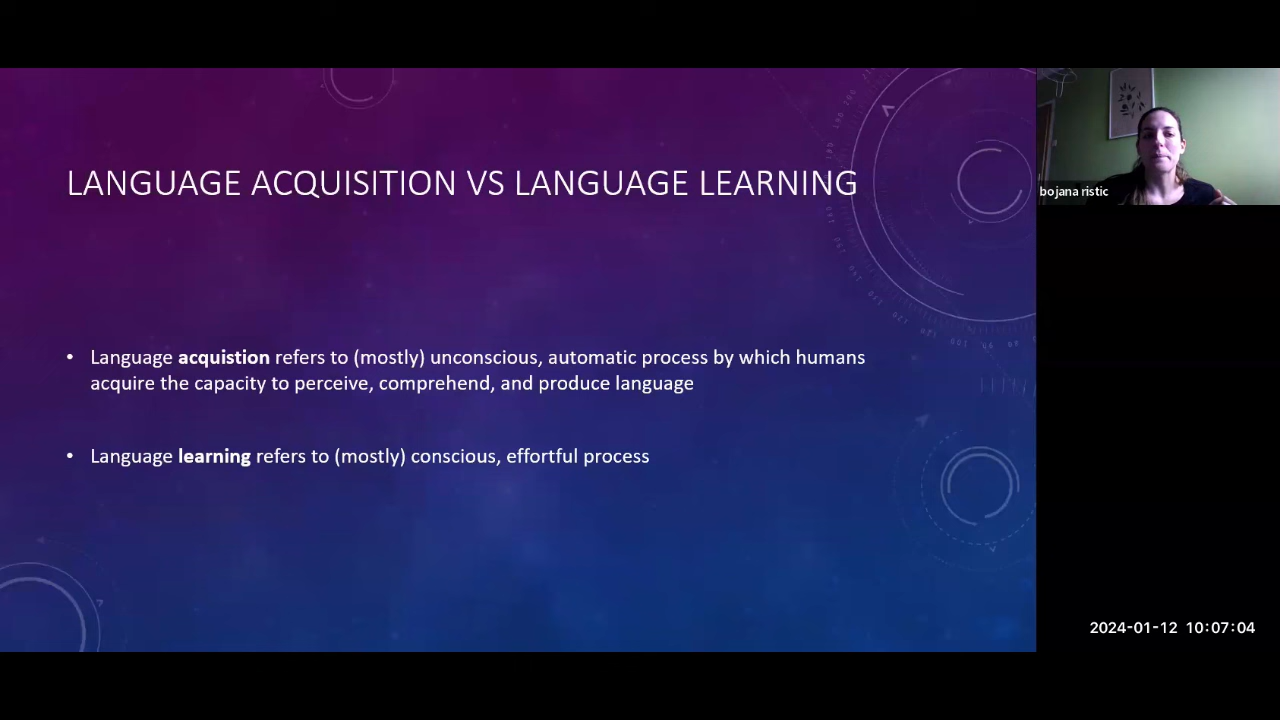 LANGUAGE ACQUISITION VS LANGUAGE LEARNING
• Language acquistion refers to (mostly) unconscious, automatic process by which humans
acquire the capacity to perceive, comprehend, and produce language
• Language learning refers to (mostly) conscious, effortful process
bojana ristic
2024-01-12 10:07:04